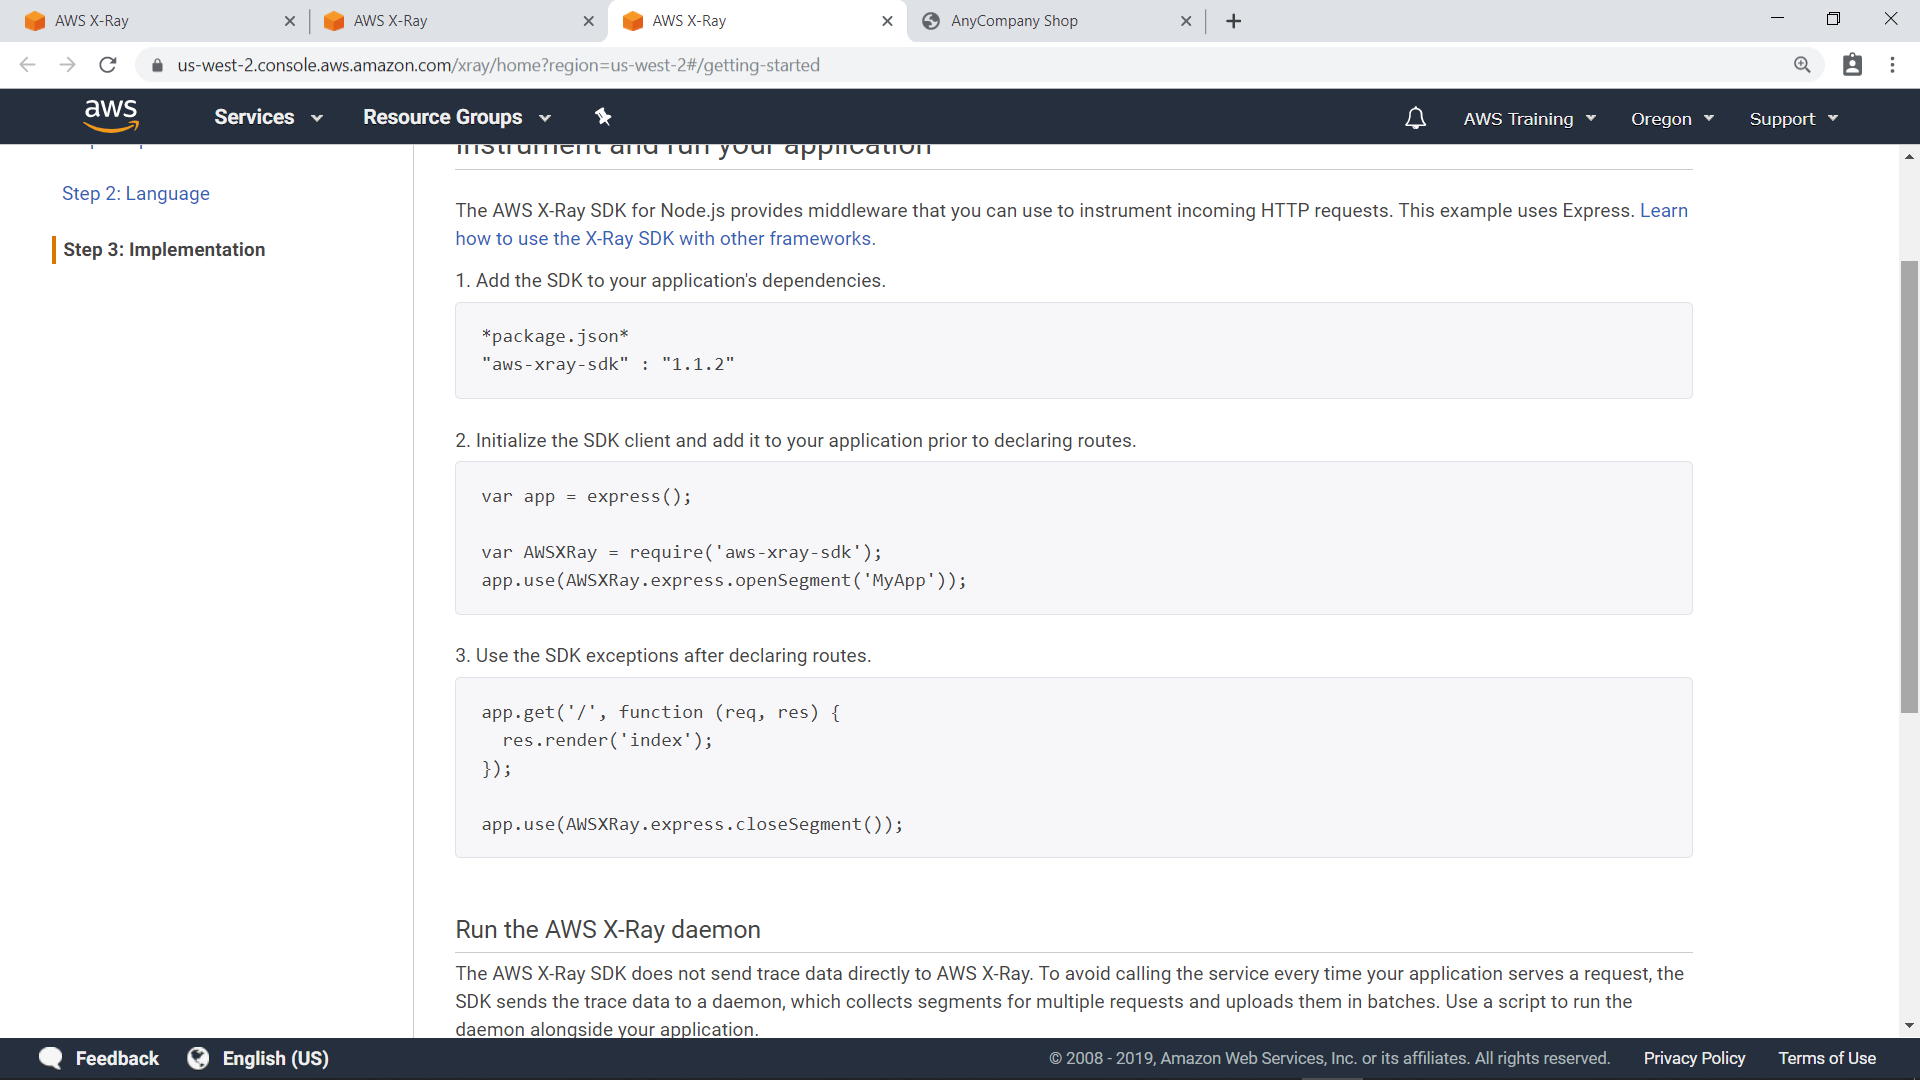 AWS X-Ray
AWS X-Ray
AWS X-Ray
AnyCompany Shop
us-west-2.console.aws.amazon.com/xray/home?region=us-west-2#/getting-started
aws
Services
Resource Groups
AWS Training
Oregon
Support
Step 2: Language
Step 3: Implementation
Instrument and run your application
The AWS X-Ray SDK for Node.js provides middleware that you can use to instrument incoming HTTP requests. This example uses Express. Learn
how to use the X-Ray SDK with other frameworks.
1. Add the SDK to your application's dependencies.
*package.json*
"aws-xray-sdk" : "1.1.2"
2. Initialize the SDK client and add it to your application prior to declaring routes.
var app = express();
var AWSXRay = require('aws-xray-sdk');
app.use(AWSXRay.express.openSegment('MyApp'));
3. Use the SDK exceptions after declaring routes.
app.get('/', function (req, res) {
  res.render('index');
});
app.use(AWSXRay.express.closeSegment());
Run the AWS X-Ray daemon
The AWS X-Ray SDK does not send trace data directly to AWS X-Ray. To avoid calling the service every time your application serves a request, the
SDK sends the trace data to a daemon, which collects segments for multiple requests and uploads them in batches. Use a script to run the
daemon alongside your application.
Feedback
English (US)
© 2008 - 2019, Amazon Web Services, Inc. or its affiliates. All rights reserved.
Privacy Policy
Terms of Use